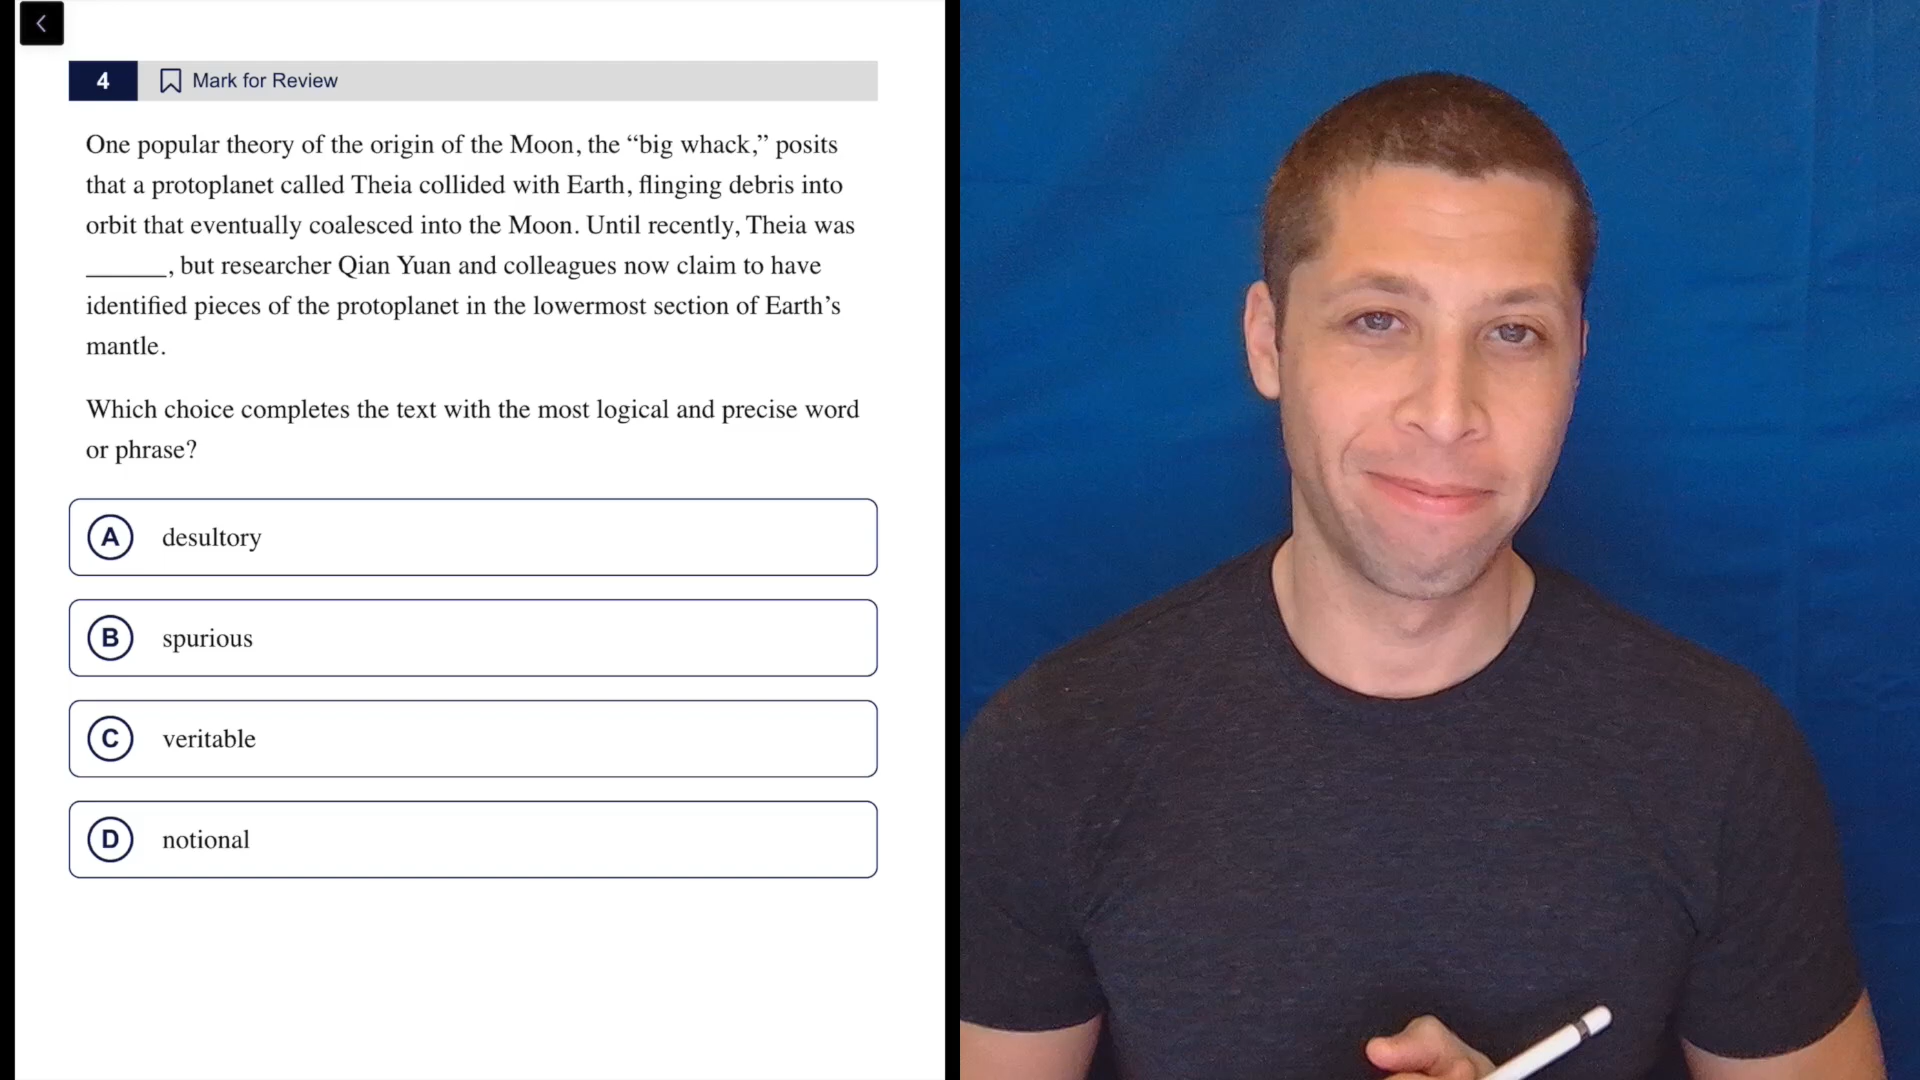 4 Mark for Review
One popular theory of the origin of the Moon, the “big whack,” posits
that a protoplanet called Theia collided with Earth, flinging debris into
orbit that eventually coalesced into the Moon. Until recently, Theia was
______, but researcher Qian Yuan and colleagues now claim to have
identified pieces of the protoplanet in the lowermost section of Earth’s
mantle.
Which choice completes the text with the most logical and precise word
or phrase?
A desultory
B spurious
C veritable
D notional